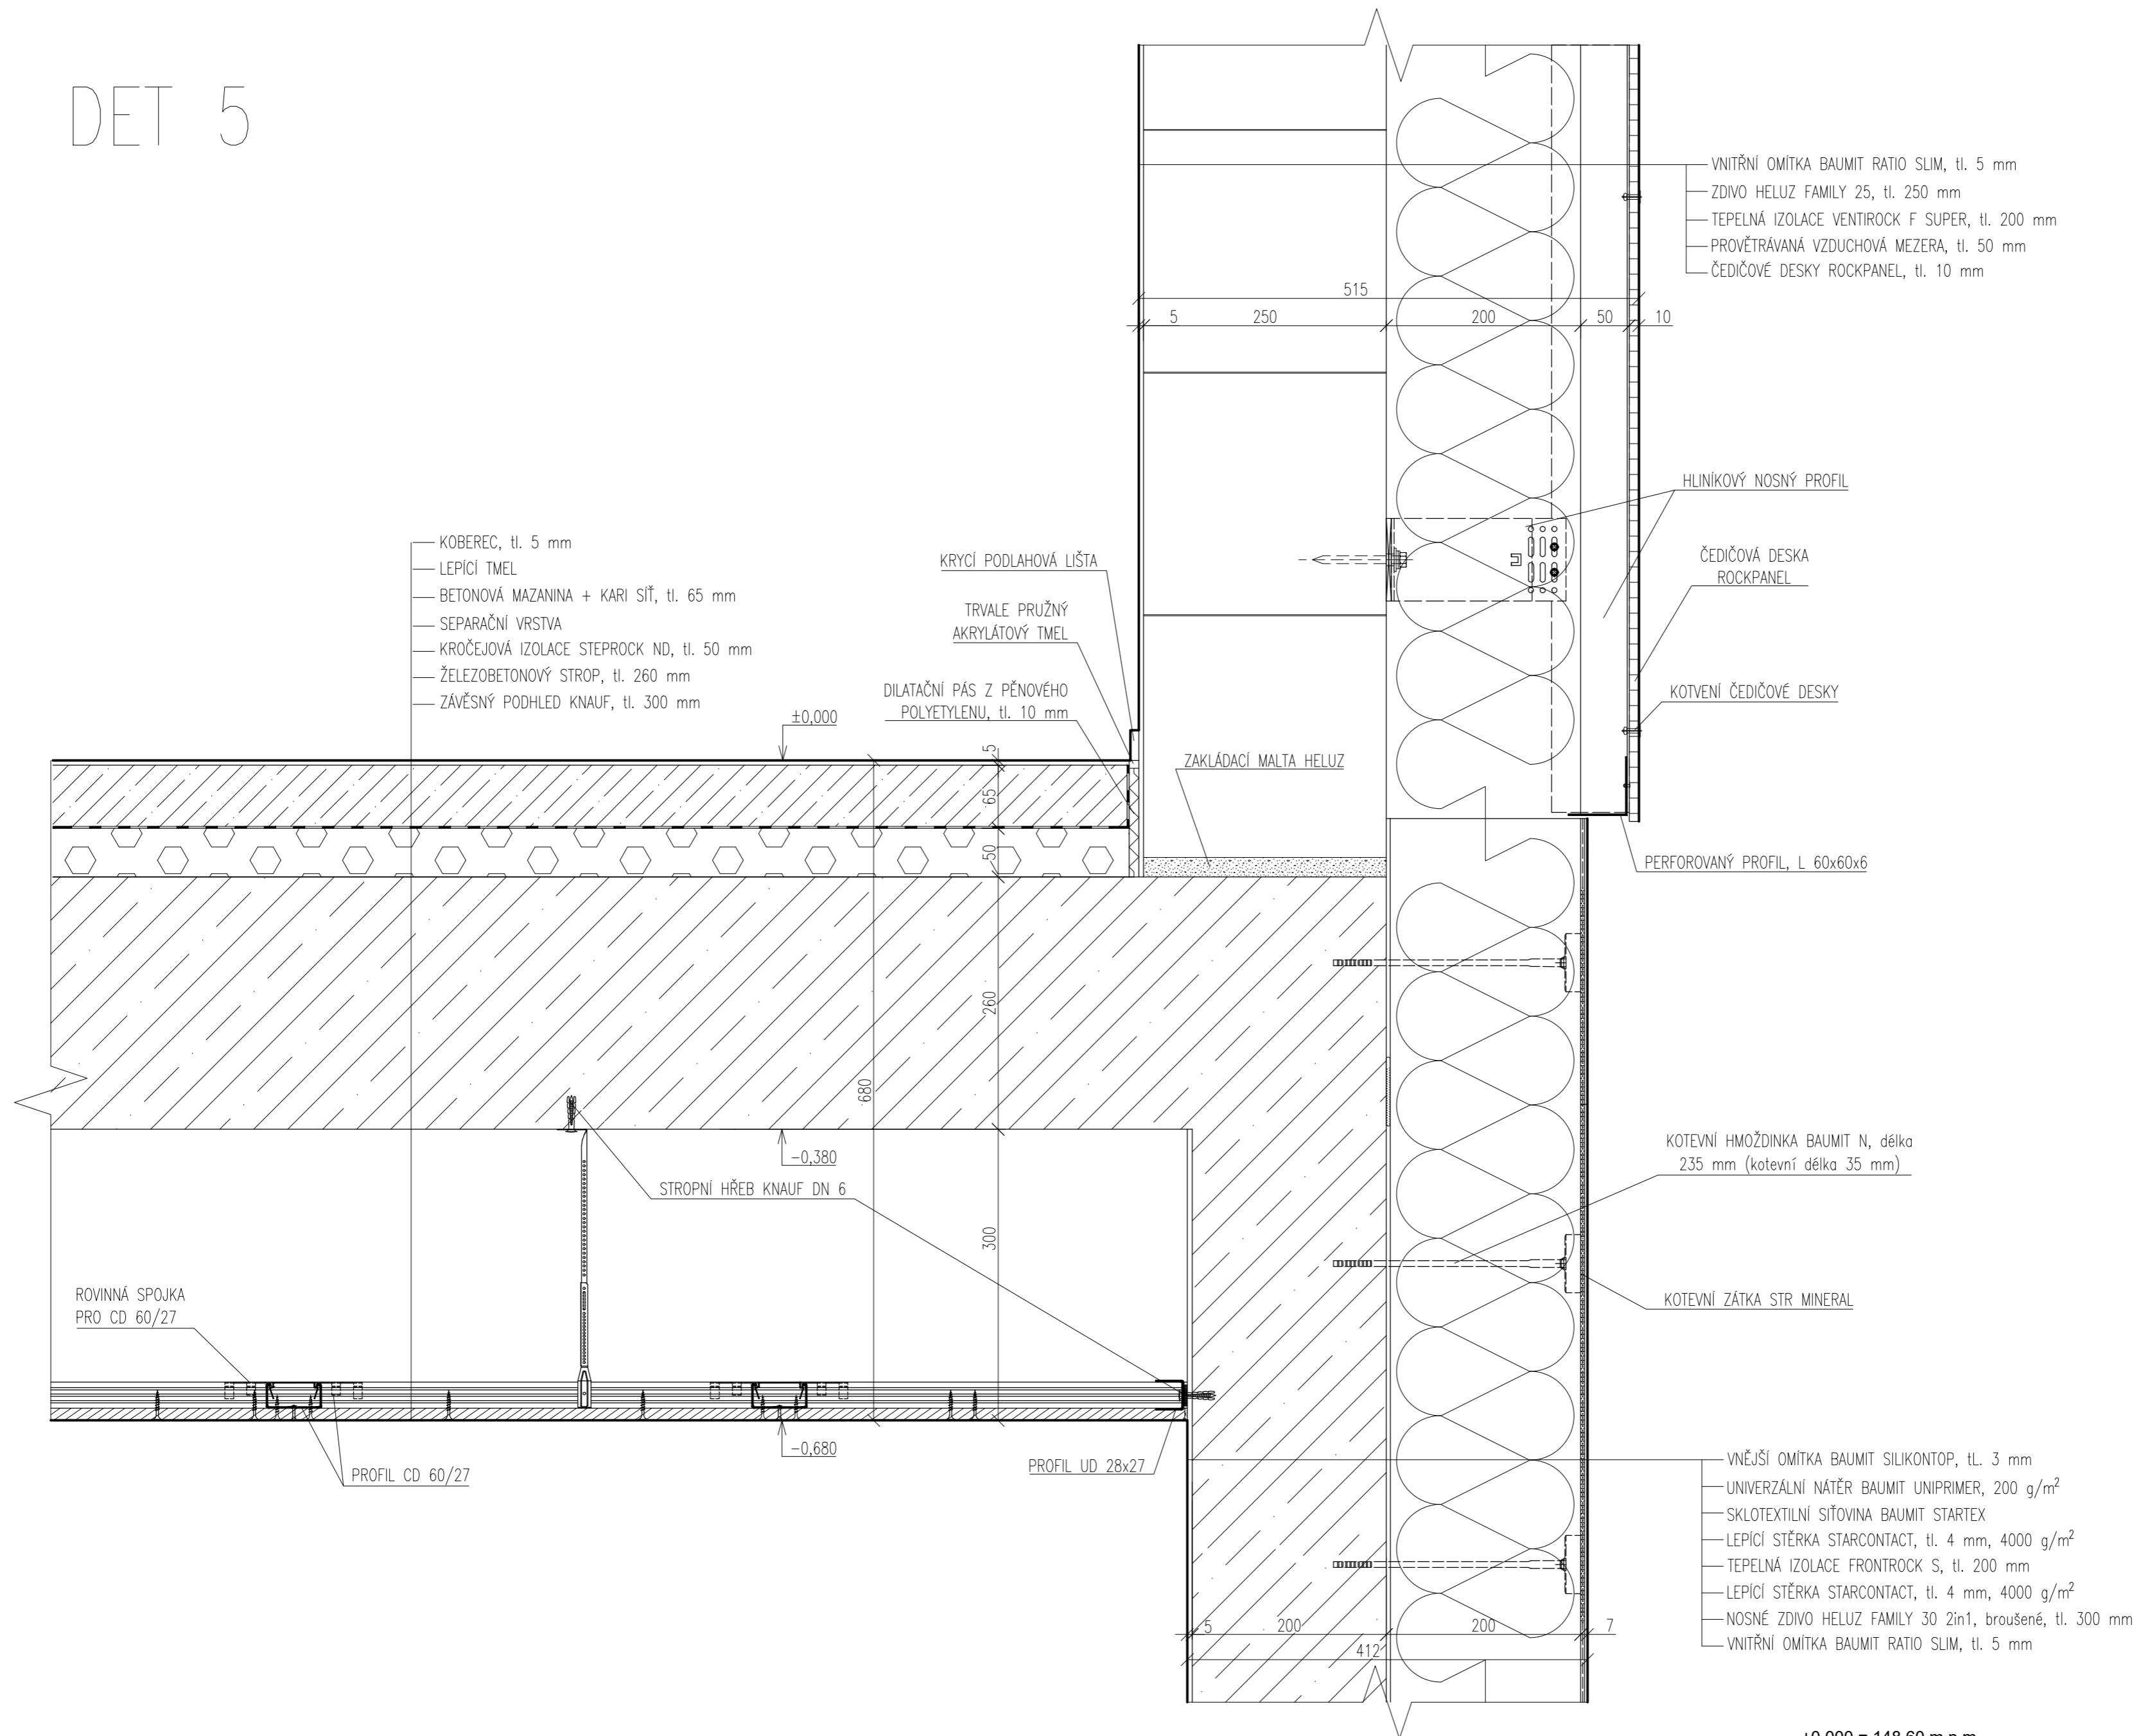 DET 5
VNITŘNÍ OMÍTKA BAUMIT RATIO SLIM, tl. 5 mm
ZDIVO HELUZ FAMILY 25, tl. 250 mm
TEPELNÁ IZOLACE VENTIROCK F SUPER, tl. 200 mm
PROVĚTRÁVANÁ VZDUCHOVÁ MEZERA, tl. 50 mm
ČEDIČOVÉ DESKY ROCKPANEL, tl. 10 mm
515
5 250 200 50 10
HLINÍKOVÝ NOSNÝ PROFIL
ČEDIČOVÁ DESKA
ROCKPANEL
KOTVENÍ ČEDIČOVÉ DESKY
KOBEREC, tl. 5 mm
LEPÍCÍ TMEL
BETONOVÁ MAZANINA + KARI SÍŤ, tl. 65 mm
SEPARAČNÍ VRSTVA
KROČEJOVÁ IZOLACE STEPROCK ND, tl. 50 mm
ŽELEZOBETONOVÝ STROP, tl. 260 mm
ZÁVĚSNÝ PODHLED KNAUF, tl. 300 mm
KRYCÍ PODLAHOVÁ LIŠTA
TRVALE PRUŽNÝ
AKRYLÁTOVÝ TMEL
DILATAČNÍ PÁS Z PĚNOVÉHO
POLYETYLENU, tl. 10 mm
±0,000
ZAKLÁDACÍ MALTA HELUZ
PERFOROVANÝ PROFIL, L 60x60x6
5
65
50
260
680
300
-0,380
STROPNÍ HŘEB KNAUF DN 6
KOTEVNÍ HMOŽDINKA BAUMIT N, délka
235 mm (kotevní délka 35 mm)
KOTEVNÍ ZÁTKA STR MINERAL
ROVINNÁ SPOJKA
PRO CD 60/27
PROFIL CD 60/27
-0,680
PROFIL UD 28x27
VNĚJŠÍ OMÍTKA BAUMIT SILIKONTOP, tL. 3 mm
UNIVERZÁLNÍ NÁTĚR BAUMIT UNIPRIMER, 200 g/m²
SKLOTEXTILNÍ SÍŤOVINA BAUMIT STARTEX
LEPÍCÍ STĚRKA STARCONTACT, tl. 4 mm, 4000 g/m²
TEPELNÁ IZOLACE FRONTROCK S, tl. 200 mm
LEPÍCÍ STĚRKA STARCONTACT, tl. 4 mm, 4000 g/m²
NOSNÉ ZDIVO HELUZ FAMILY 30 2in1, broušené, tl. 300 mm
VNITŘNÍ OMÍTKA BAUMIT RATIO SLIM, tl. 5 mm
5 200 200 7
412